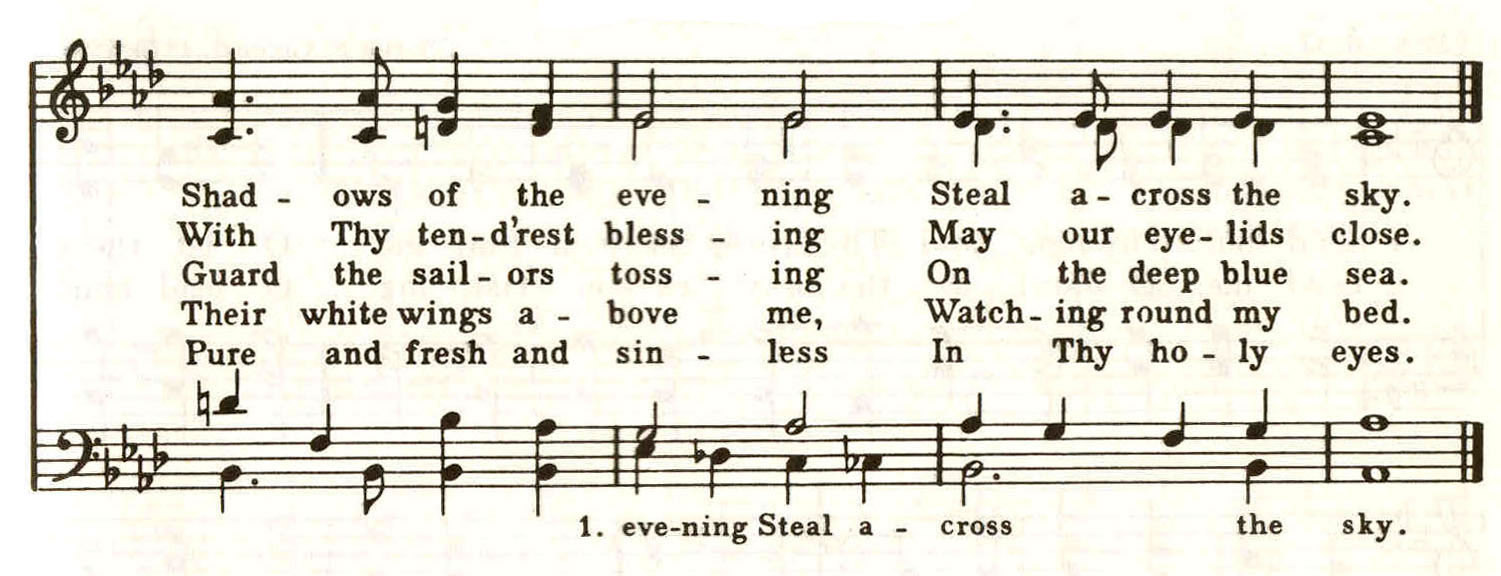 Shad - ows of the eve - ning Steal a - cross the sky.
With Thy ten - d'rest bless - ing May our eye - lids close.
Guard the sail - ors toss - ing On the deep blue sea.
Their white wings a - bove me, Watch - ing round my bed.
Pure and fresh and sin - less In Thy ho - ly eyes.
1. eve-ning Steal a - cross the sky.